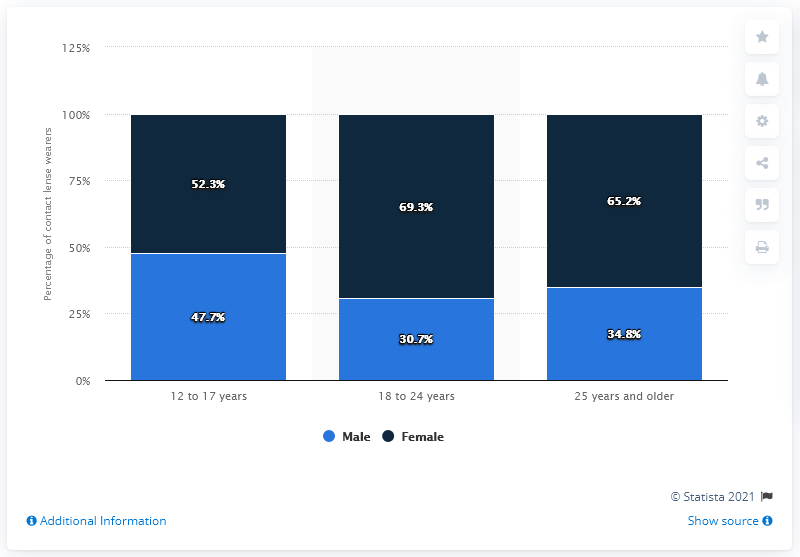 125%
100%
75%
50%
25%
0%
Percentage of contact lense wearers
52.3%
69.3%
65.2%
47.7%
30.7%
34.8%
12 to 17 years
18 to 24 years
25 years and older
Male
Female
© Statista 2021
Additional Information
Show source